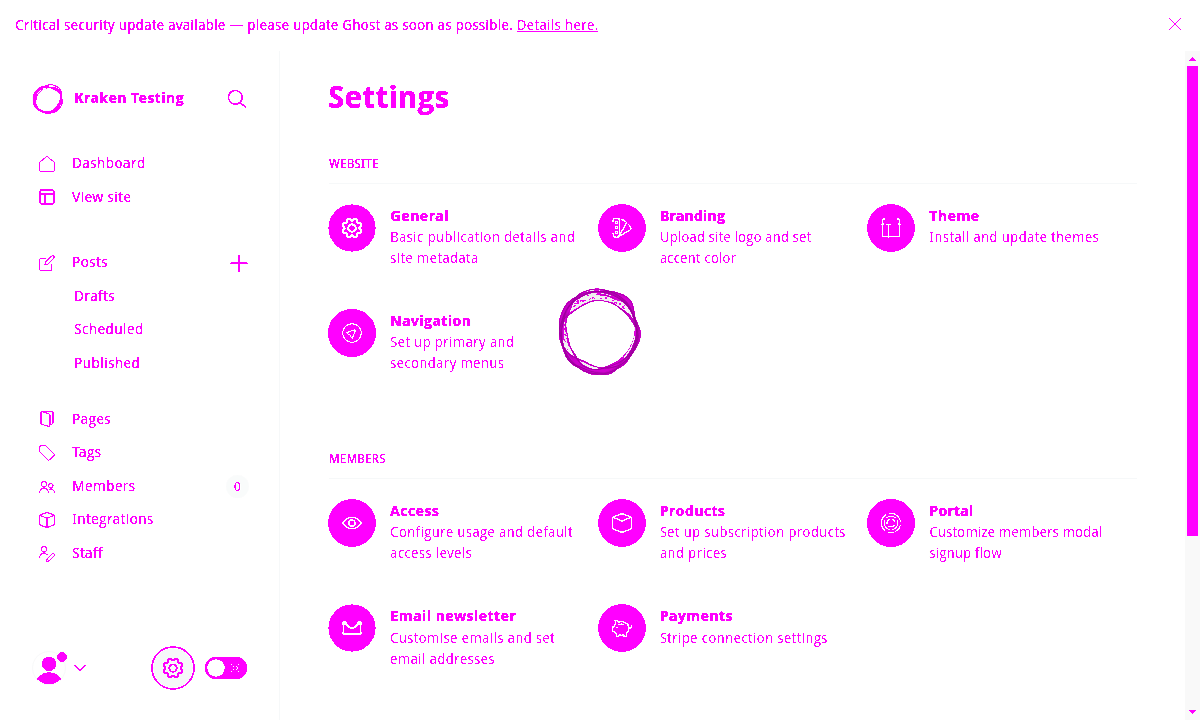 Critical security update available — please update Ghost as soon as possible. Details here.
Kraken Testing
Dashboard
View site
Posts
Drafts
Scheduled
Published
Pages
Tags
Members 0
Integrations
Staff
Settings
WEBSITE
General
Basic publication details and
site metadata
Branding
Upload site logo and set
accent color
Theme
Install and update themes
Navigation
Set up primary and
secondary menus
MEMBERS
Access
Configure usage and default
access levels
Products
Set up subscription products
and prices
Portal
Customize members modal
signup flow
Email newsletter
Customise emails and set
email addresses
Payments
Stripe connection settings